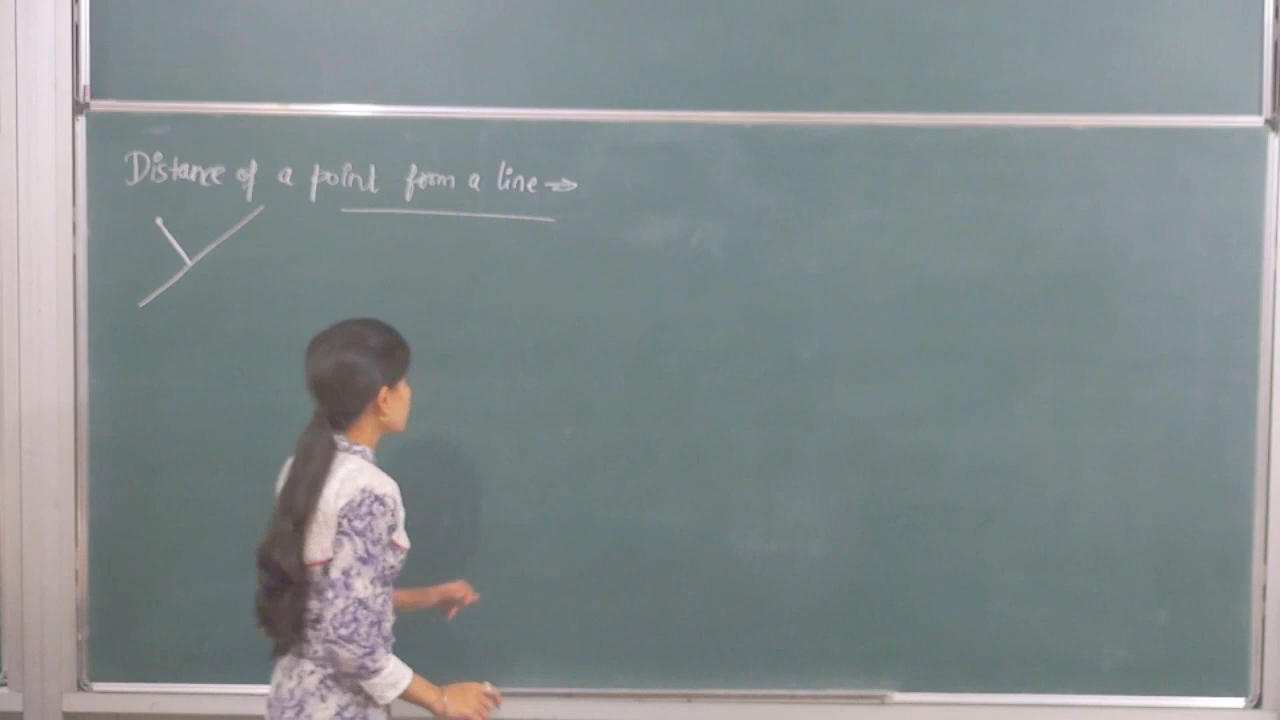 Distance of a point from a line →